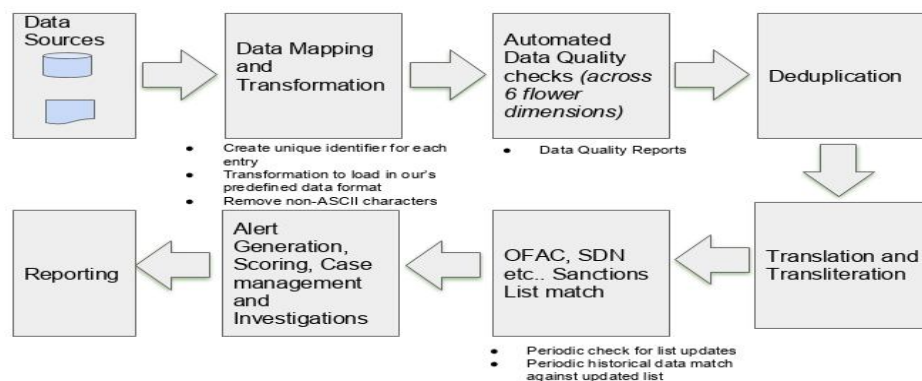 Data
Sources
Data Mapping
and
Transformation
● Create unique identifier for each
entry
● Transformation to load in our's
predefined data format
● Remove non-ASCII characters
Automated
Data Quality
checks (across
6 flower
dimensions)
● Data Quality Reports
Deduplication
Translation and
Transliteration
OFAC, SDN
etc.. Sanctions
List match
● Periodic check for list updates
● Periodic historical data match
against updated list
Alert
Generation,
Scoring, Case
management
and
Investigations
Reporting